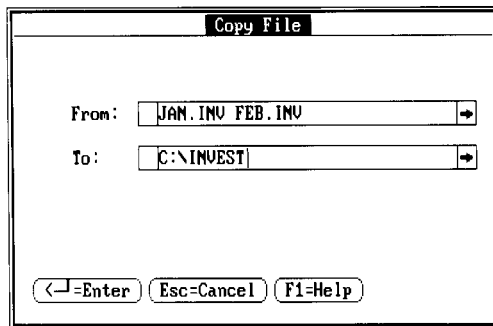 Copy File
From: JAN.INV FEB.INV
To: C:\INVEST
=Enter Esc=Cancel F1=Help